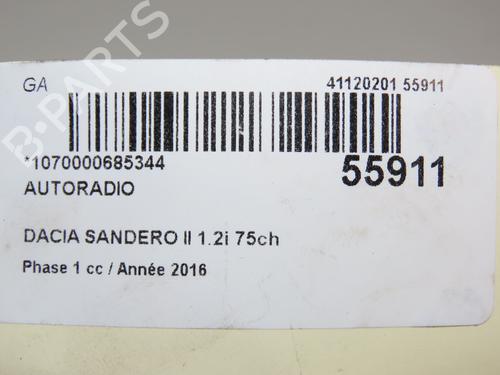 GA 41120201 55911
*1070000685344 55911
AUTORADIO
DACIA SANDERO II 1.2i 75ch
Phase 1 cc / Année 2016
B-PARTS